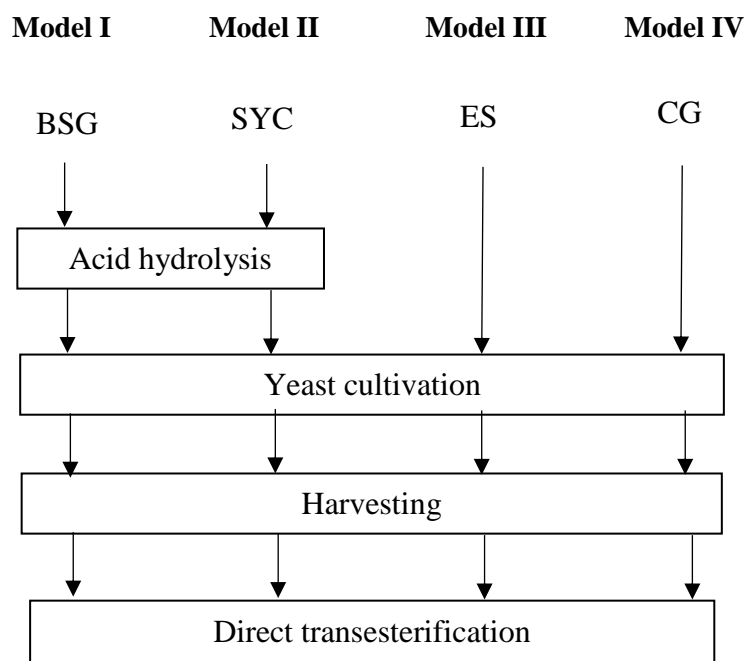 Model I Model II Model III Model IV
BSG SYC ES CG
Acid hydrolysis
Yeast cultivation
Harvesting
Direct transesterification